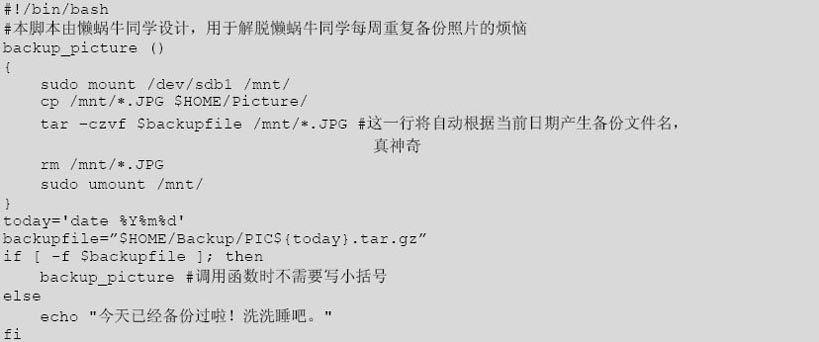 #!/bin/bash
#本脚本由懒蜗牛同学设计，用于解脱懒蜗牛同学每周重复备份照片的烦恼
backup_picture ()
{
    sudo mount /dev/sdb1 /mnt/
    cp /mnt/*.JPG $HOME/Picture/
    tar –czvf $backupfile /mnt/*.JPG #这一行将自动根据当前日期产生备份文件名，
真神奇
    rm /mnt/*.JPG
    sudo umount /mnt/
}
today='date %Y%m%d'
backupfile=”$HOME/Backup/PIC${today}.tar.gz”
if [ -f $backupfile ]; then
    backup_picture #调用函数时不需要写小括号
else
    echo "今天已经备份过啦！洗洗睡吧。"
fi